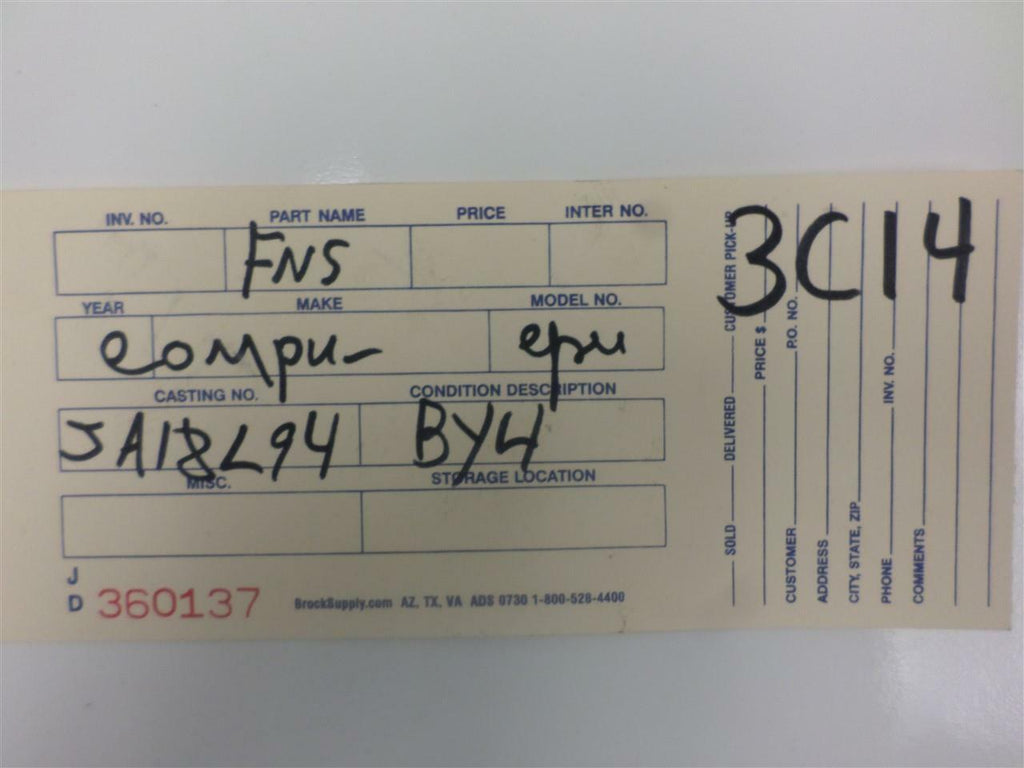 INV. NO. PART NAME PRICE INTER NO.
FNS
YEAR MAKE MODEL NO.
compu- cpu
CASTING NO. CONDITION DESCRIPTION
JA18L94 BY4
MISC. STORAGE LOCATION
J
D 360137 BrockSupply.com AZ, TX, VA ADS 0730 1-800-528-4400
3C14
SOLD DELIVERED CUSTOMER PICK-UP
PRICE $
CUSTOMER P.O. NO.
ADDRESS
CITY, STATE, ZIP
PHONE INV. NO.
COMMENTS